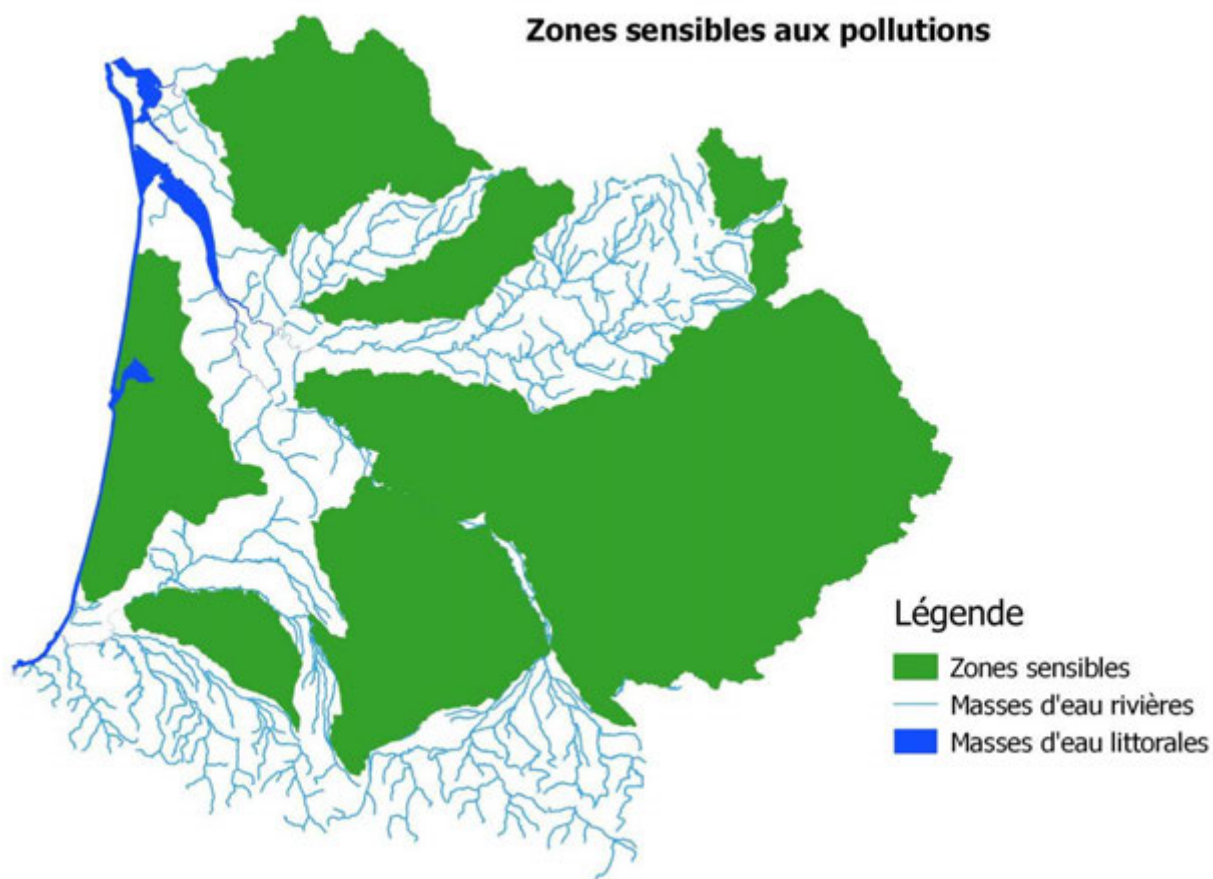 Zones sensibles aux pollutions
Légende
Zones sensibles
Masses d'eau rivières
Masses d'eau littorales